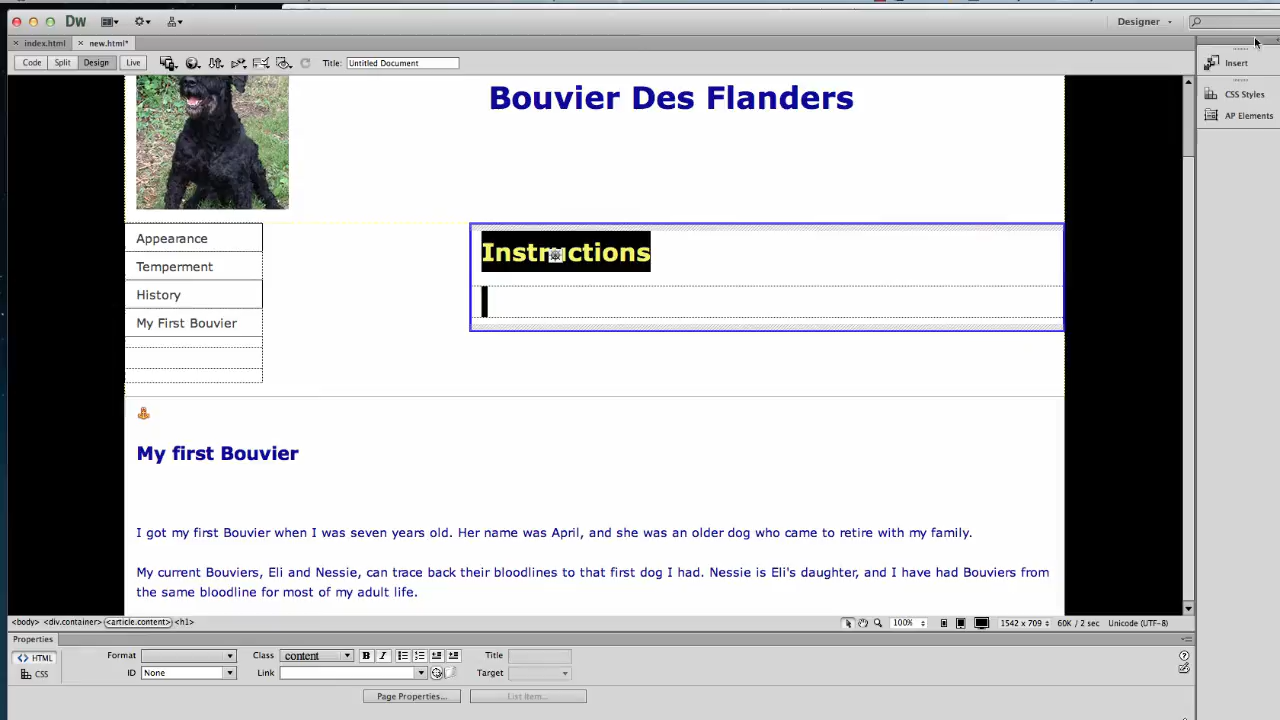 Dw
Designer
index.html
new.html*
Code Split Design Live Title: Untitled Document
Insert
CSS Styles
AP Elements
Bouvier Des Flanders
Appearance
Temperment
History
My First Bouvier
Instructions
My first Bouvier
I got my first Bouvier when I was seven years old. Her name was April, and she was an older dog who came to retire with my family.
My current Bouviers, Eli and Nessie, can trace back their bloodlines to that first dog I had. Nessie is Eli's daughter, and I have had Bouviers from
the same bloodline for most of my adult life.
<body> <div.container> <article.content> <h1>
100% 1542 x 709 60K / 2 sec Unicode (UTF-8)
Properties
<> HTML Format Class content B I Title
CSS ID None Link Target
Page Properties... List Item...